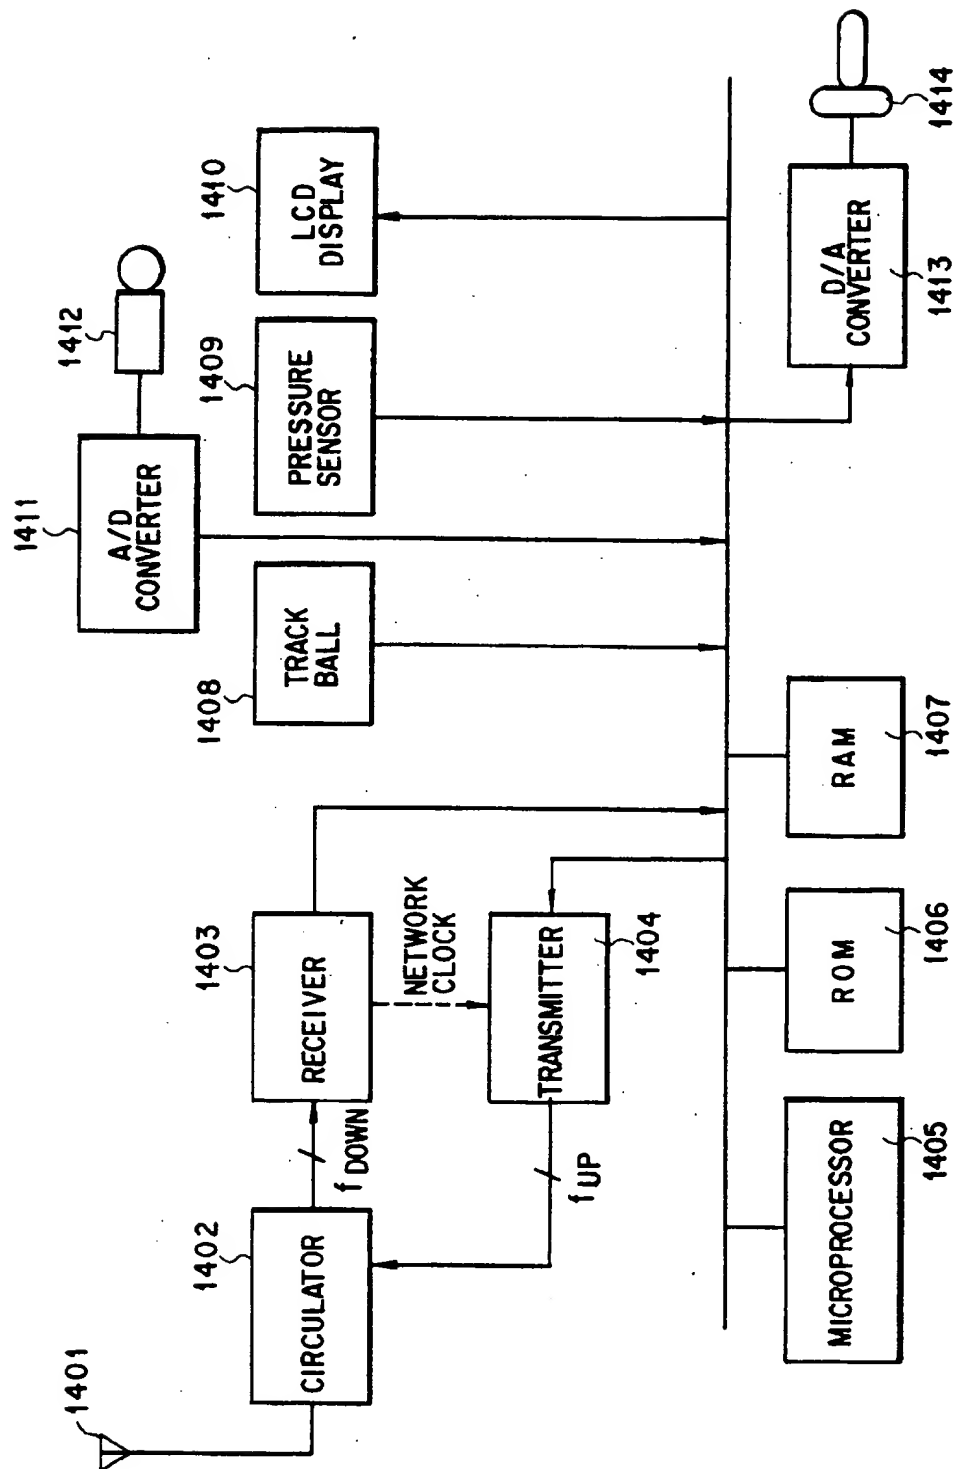 1401
1402
CIRCULATOR
f DOWN
1403
RECEIVER
NETWORK
CLOCK
f UP
TRANSMITTER
1404
1408
TRACK
BALL
1411
A/D
CONVERTER
1412
1409
PRESSURE
SENSOR
1410
LCD
DISPLAY
MICROPROCESSOR
1405
ROM
1406
RAM
1407
D/A
CONVERTER
1413
1414